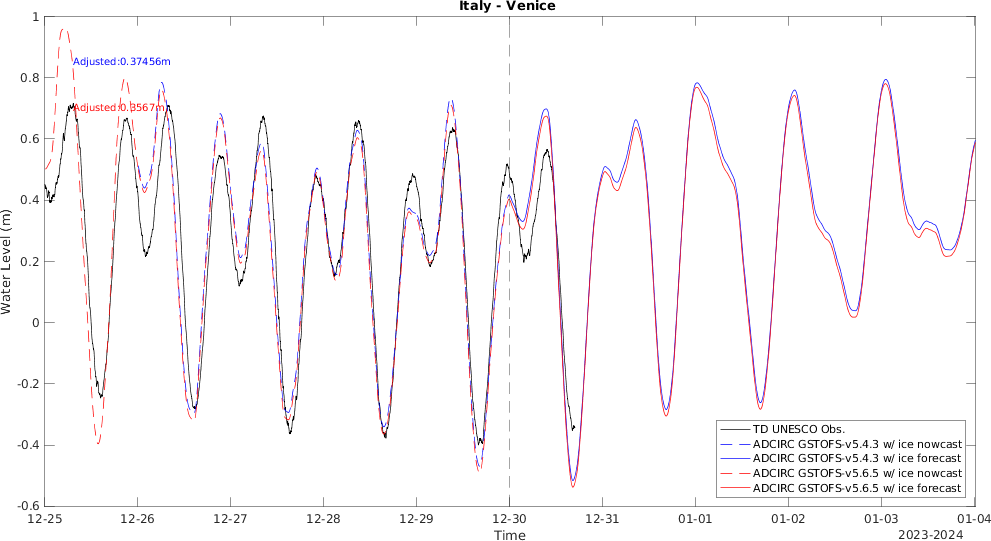 Italy - Venice
Adjusted:0.37456m
Adjusted:0.3567m
Water Level (m)
1
0.8
0.6
0.4
0.2
0
-0.2
-0.4
-0.6
TD UNESCO Obs.
ADCIRC GSTOFS-v5.4.3 w/ ice nowcast
ADCIRC GSTOFS-v5.4.3 w/ ice forecast
ADCIRC GSTOFS-v5.6.5 w/ ice nowcast
ADCIRC GSTOFS-v5.6.5 w/ ice forecast
12-25 12-26 12-27 12-28 12-29 12-30 12-31 01-01 01-02 01-03 01-04
Time
2023-2024